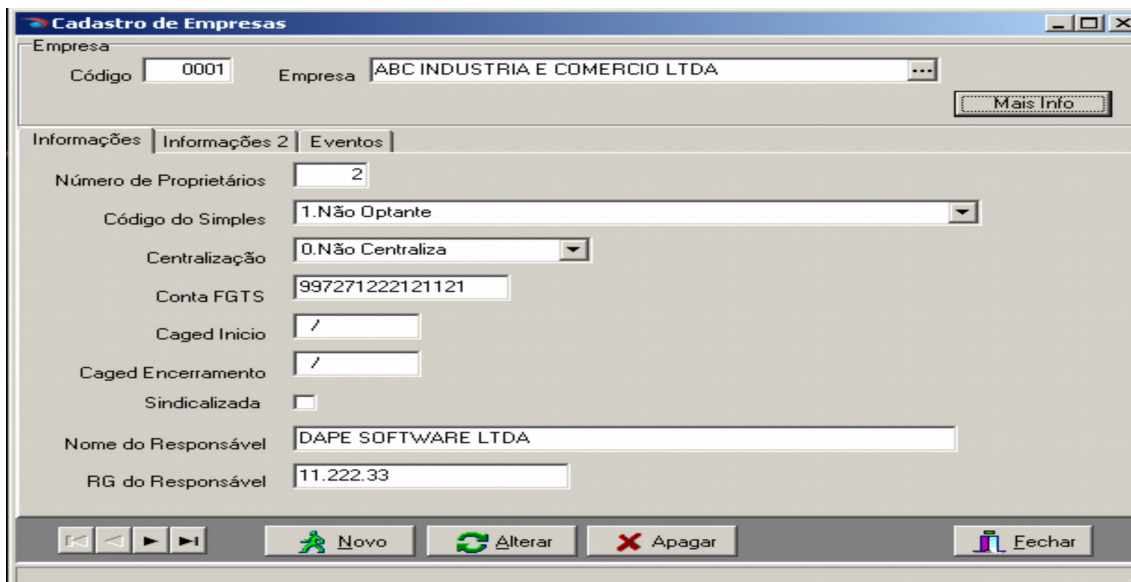 Cadastro de Empresas
Empresa
Código 0001 Empresa ABC INDUSTRIA E COMERCIO LTDA ...
Mais Info
Informações Informações 2 Eventos
Número de Proprietários 2
Código do Simples 1.Não Optante
Centralização 0.Não Centraliza
Conta FGTS 997271222121121
Caged Inicio /
Caged Encerramento /
Sindicalizada
Nome do Responsável DAPE SOFTWARE LTDA
RG do Responsável 11.222.33
Novo Alterar Apagar Fechar